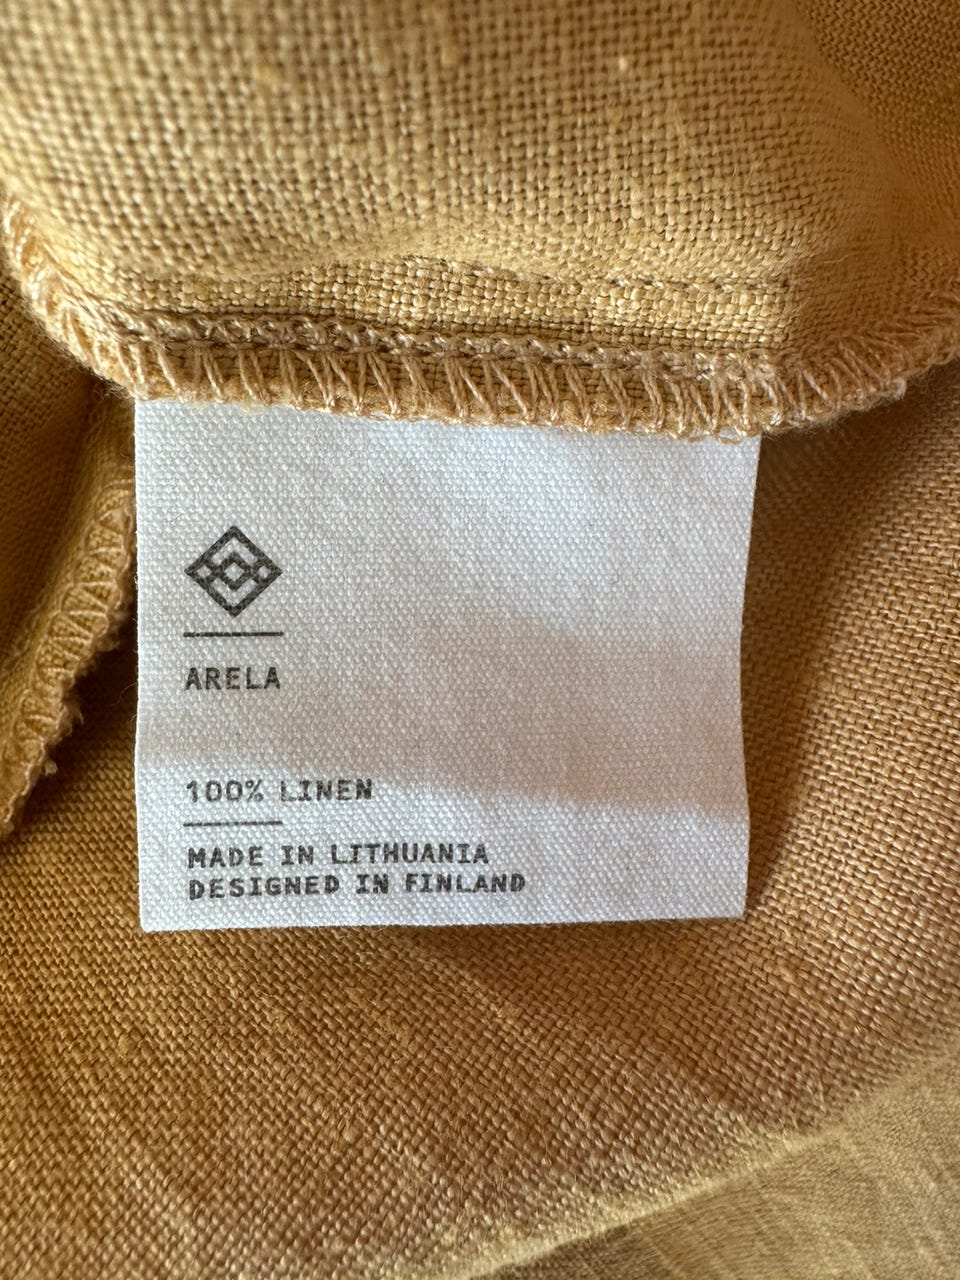 ARELA
100% LINEN
MADE IN LITHUANIA
DESIGNED IN FINLAND